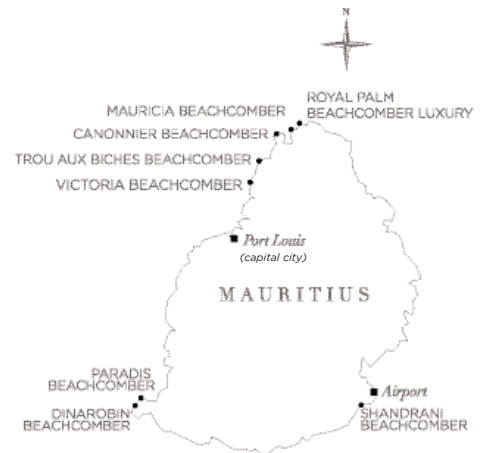 N
ROYAL PALM
BEACHCOMBER LUXURY
MAURICIA BEACHCOMBER
CANONNIER BEACHCOMBER
TROU AUX BICHES BEACHCOMBER
VICTORIA BEACHCOMBER
Port Louis
(capital city)
MAURITIUS
PARADIS
BEACHCOMBER
DINAROBIN
BEACHCOMBER
Airport
SHANDRANI
BEACHCOMBER